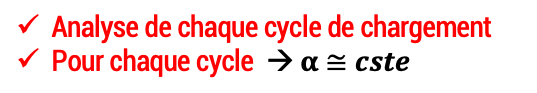 ✓ Analyse de chaque cycle de chargement
✓ Pour chaque cycle → α ≅ cste